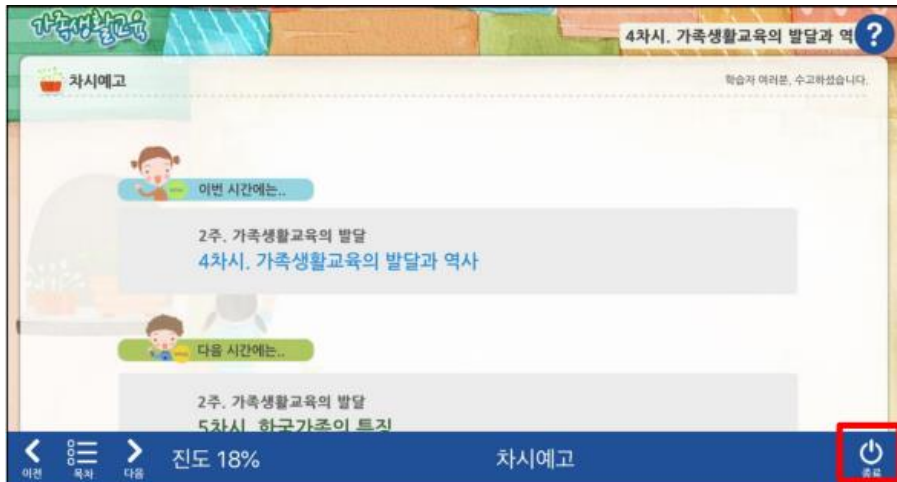 가족생활교육
4차시. 가족생활교육의 발달과 역
?
차시예고
학습자 여러분, 수고하셨습니다.
이번 시간에는..
2주. 가족생활교육의 발달
4차시. 가족생활교육의 발달과 역사
다음 시간에는..
2주. 가족생활교육의 발달
5차시. 한국가족의 특징
이전
목차
다음
진도 18%
차시예고
종료